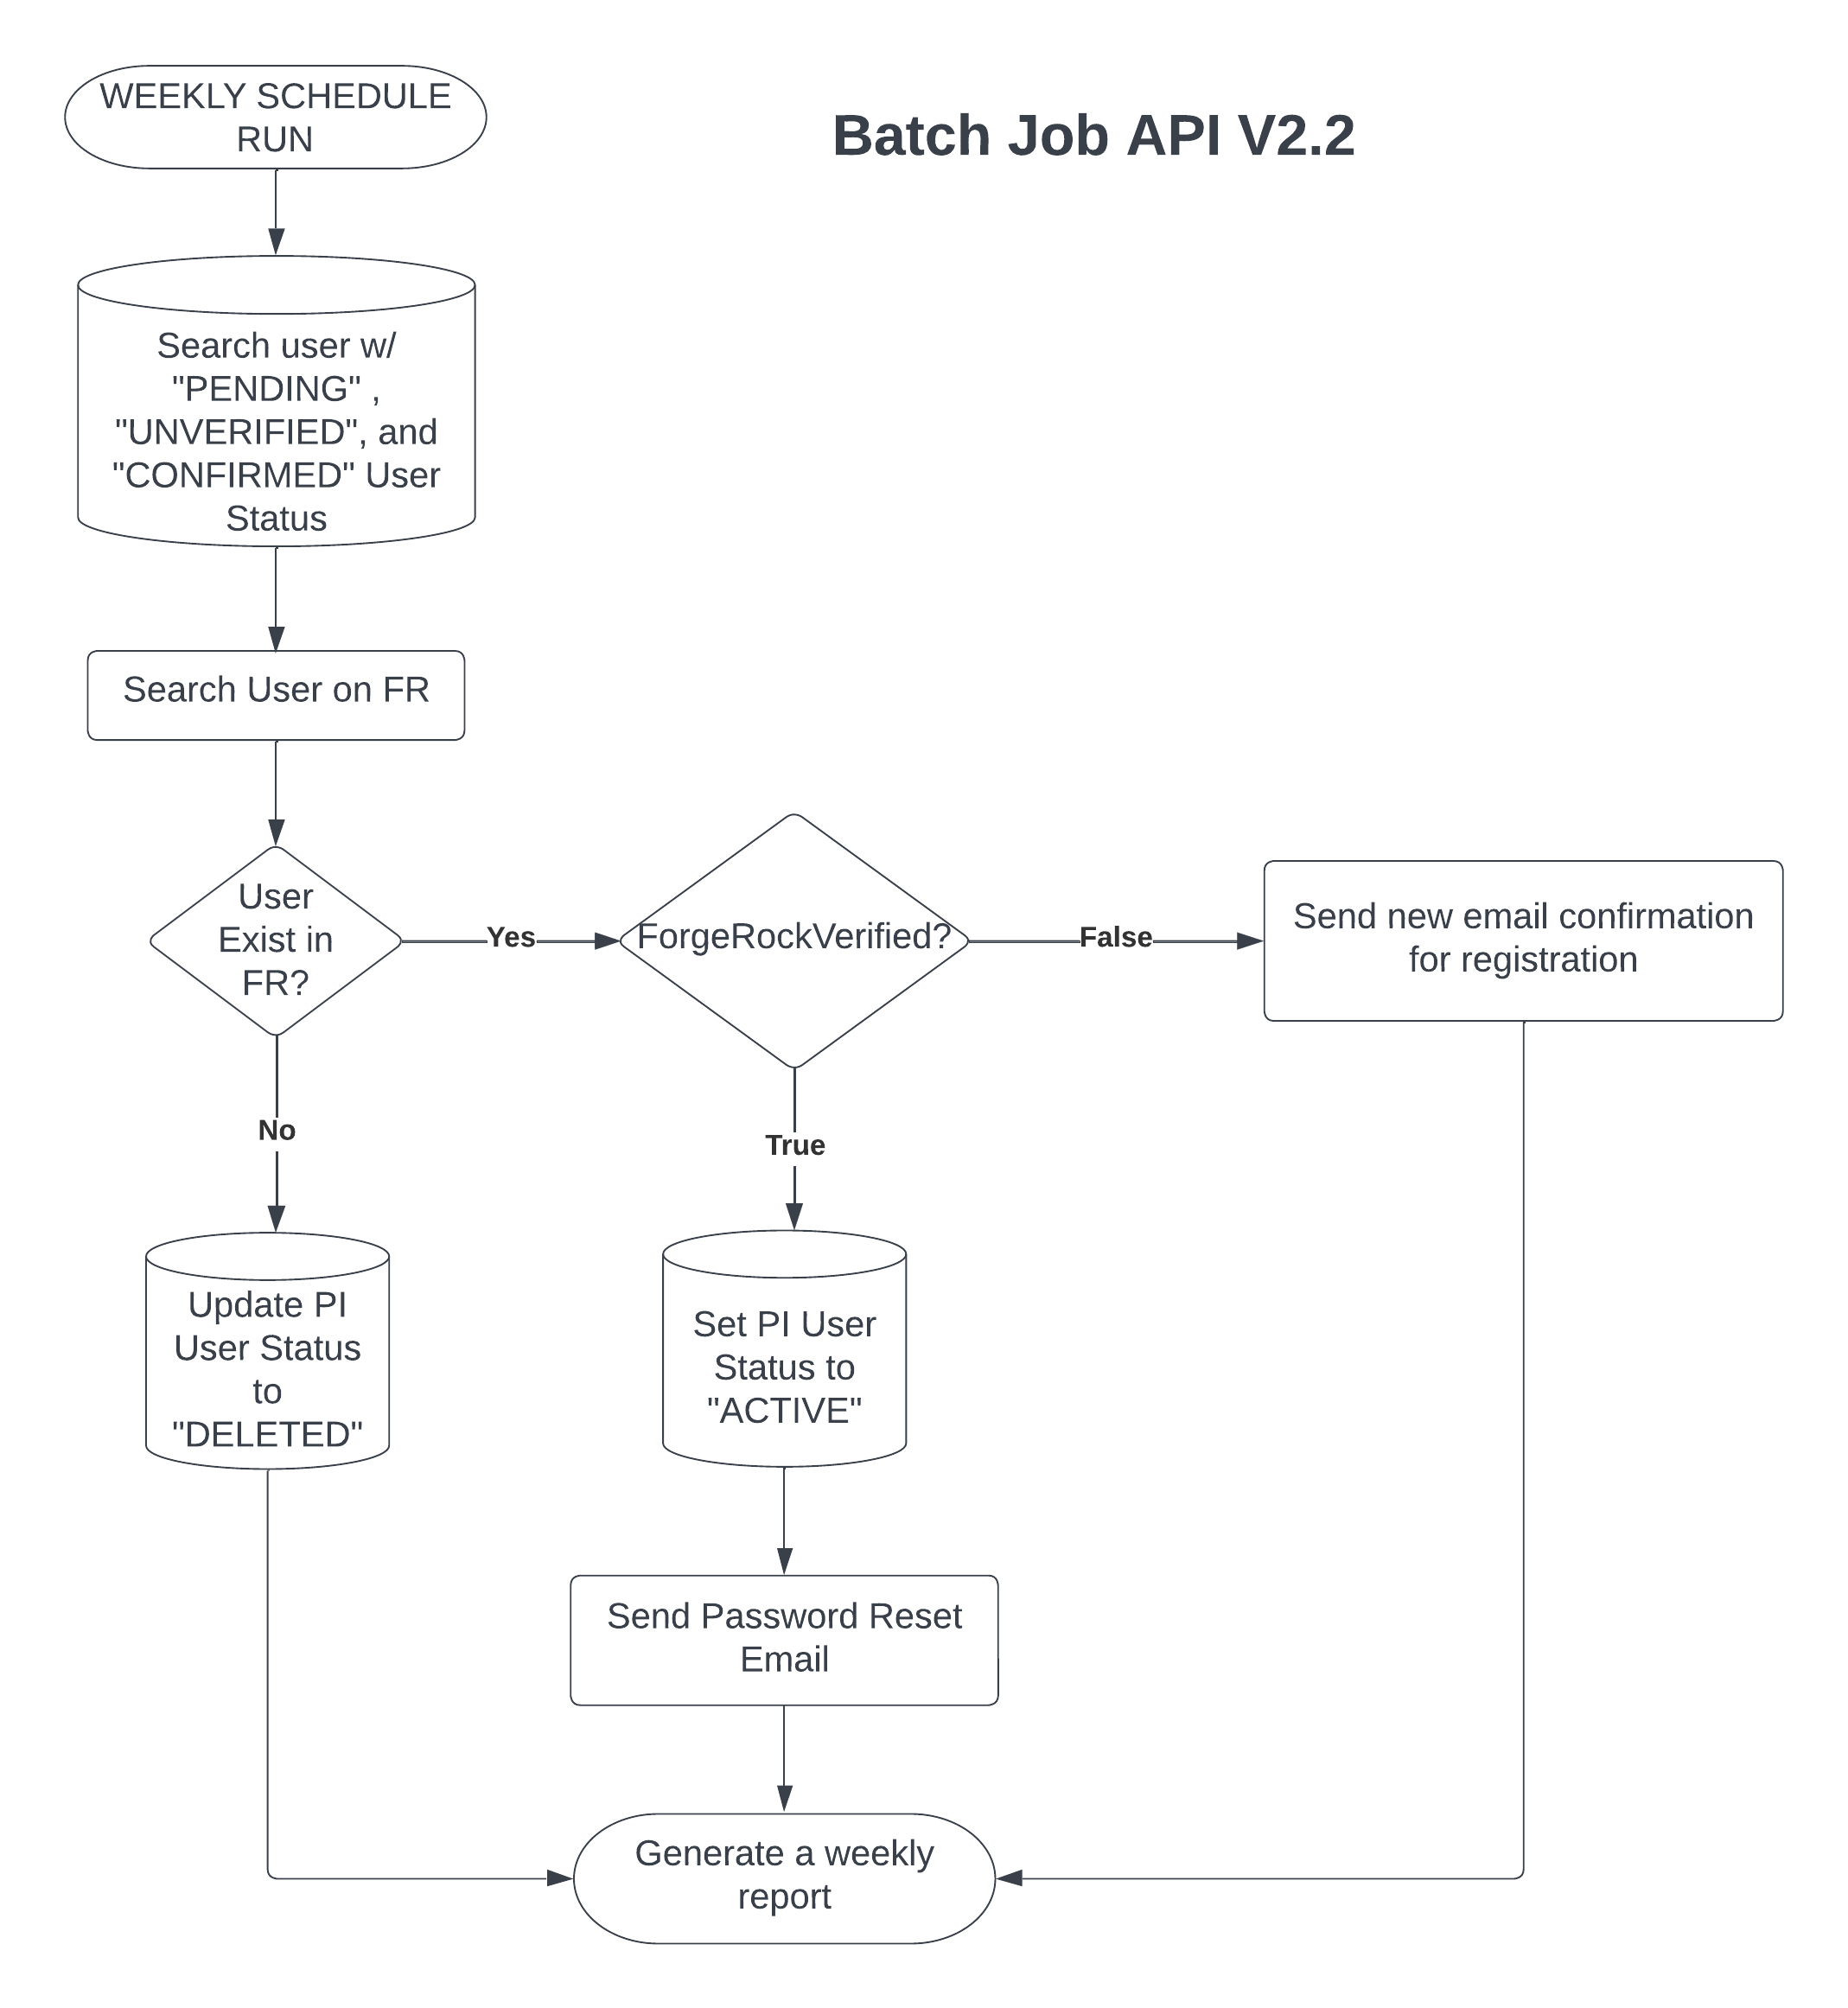 WEEKLY SCHEDULE
RUN
Batch Job API V2.2
Search user w/
"PENDING" ,
"UNVERIFIED", and
"CONFIRMED" User
Status
Search User on FR
User
Exist in
FR?
Yes
ForgeRockVerified?
False
Send new email confirmation
for registration
No
True
Update PI
User Status
to
"DELETED"
Set PI User
Status to
"ACTIVE"
Send Password Reset
Email
Generate a weekly
report